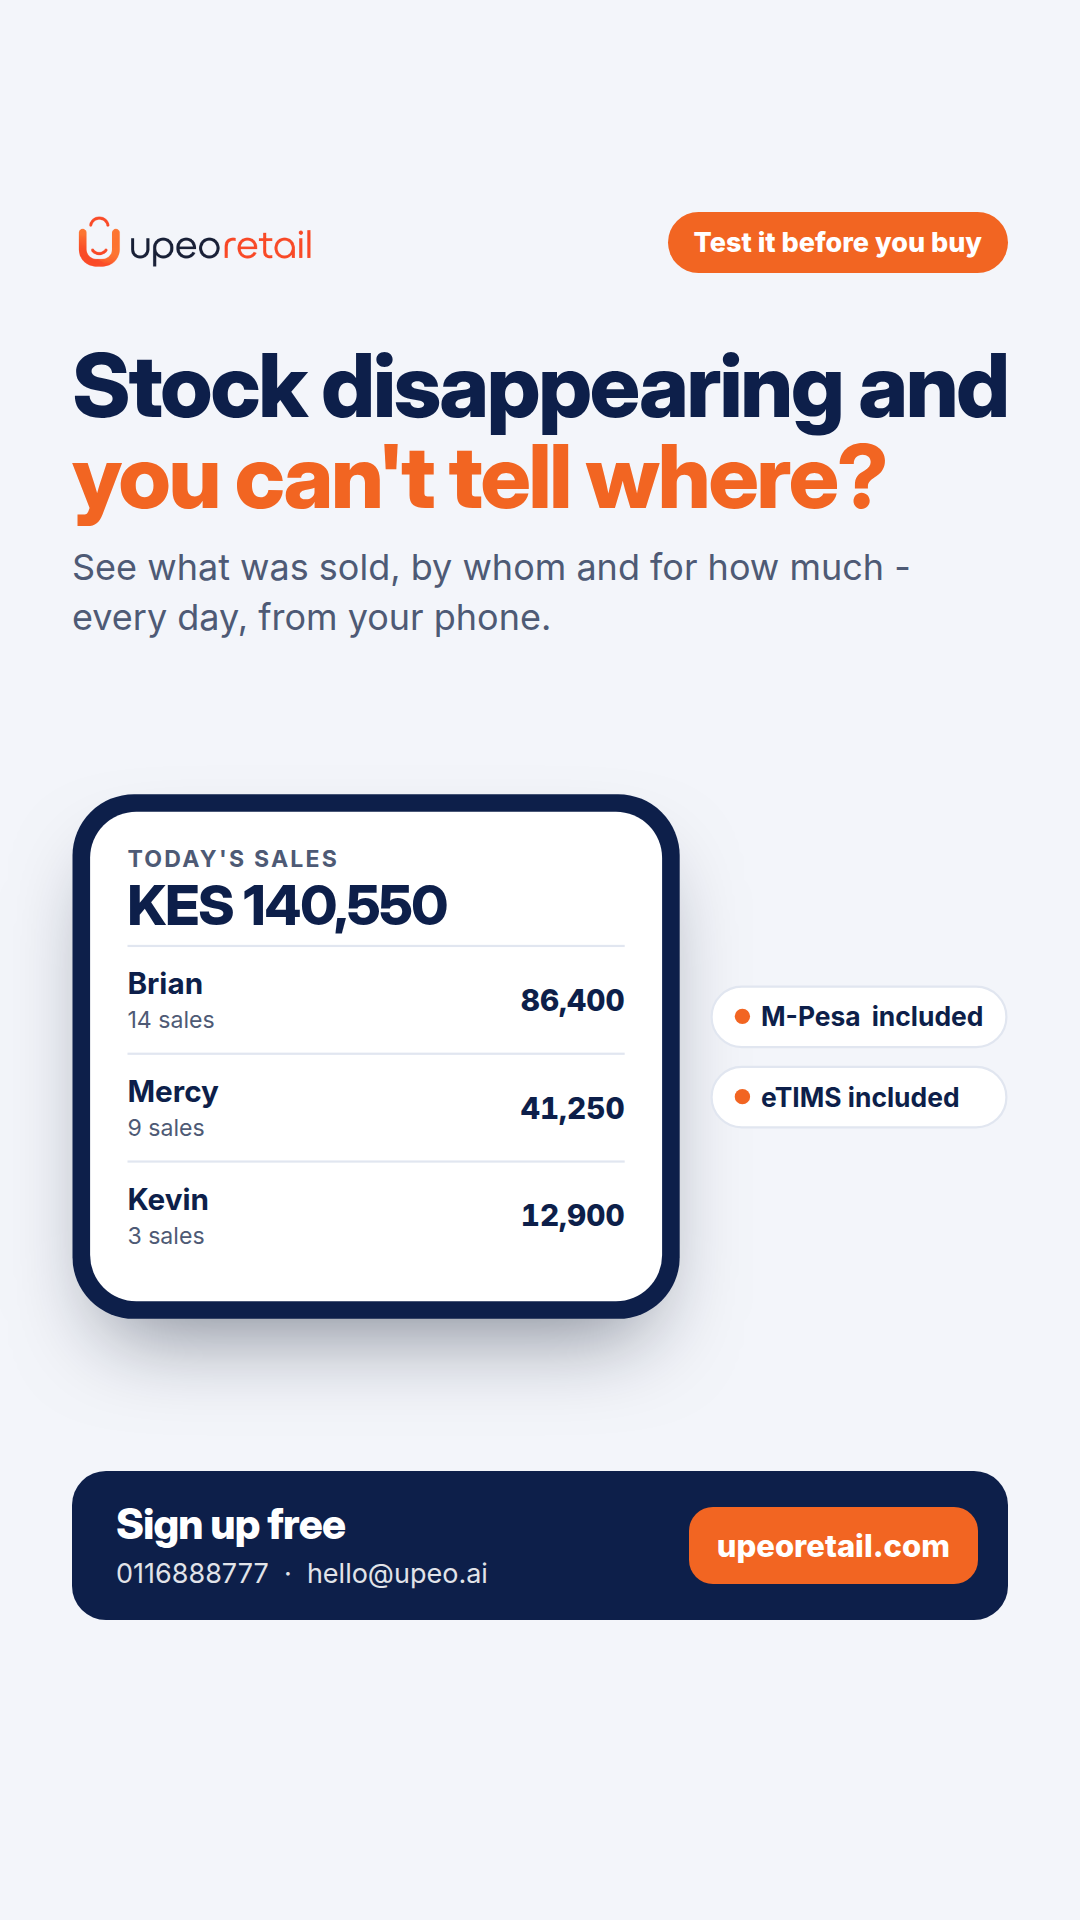 upeoretail
Test it before you buy
Stock disappearing and
you can't tell where?
See what was sold, by whom and for how much -
every day, from your phone.
TODAY'S SALES
KES 140,550
Brian
14 sales
86,400
Mercy
9 sales
41,250
Kevin
3 sales
12,900
M-Pesa included
eTIMS included
Sign up free
0116888777 · hello@upeo.ai
upeoretail.com